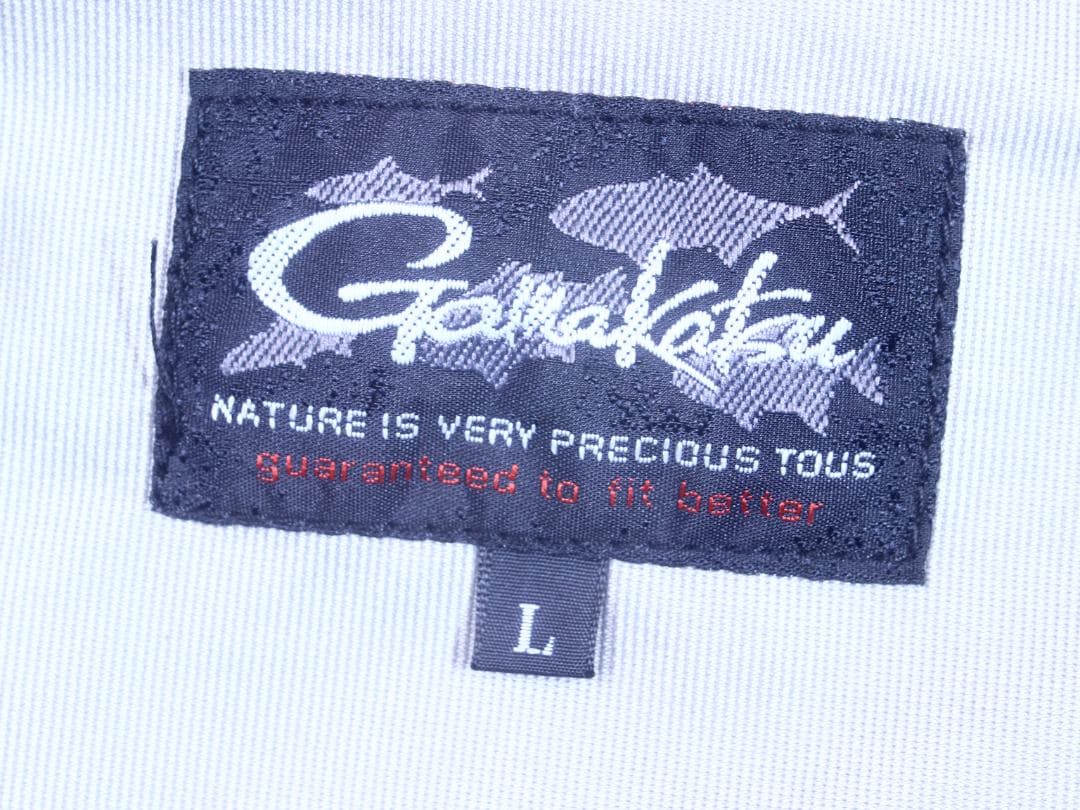 Gamakatsu
NATURE IS VERY PRECIOUS TOUS
guaranteed to fit better
L